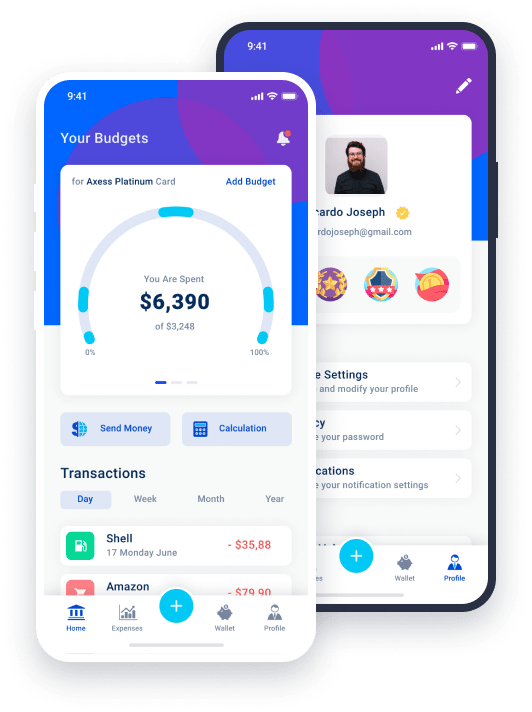 9:41
Your Budgets
for Axess Platinum Card
Add Budget
You Are Spent
$6,390
of $3,248
0%
100%
Send Money
Calculation
Transactions
Day
Week
Month
Year
Shell
17 Monday June
- $35,88
Amazon
- $79,90
Home
Expenses
Wallet
Profile
9:41
cardo Joseph
rdojoseph@gmail.com
e Settings
and modify your profile
cy
e your password
cations
e your notification settings
es
Wallet
Profile